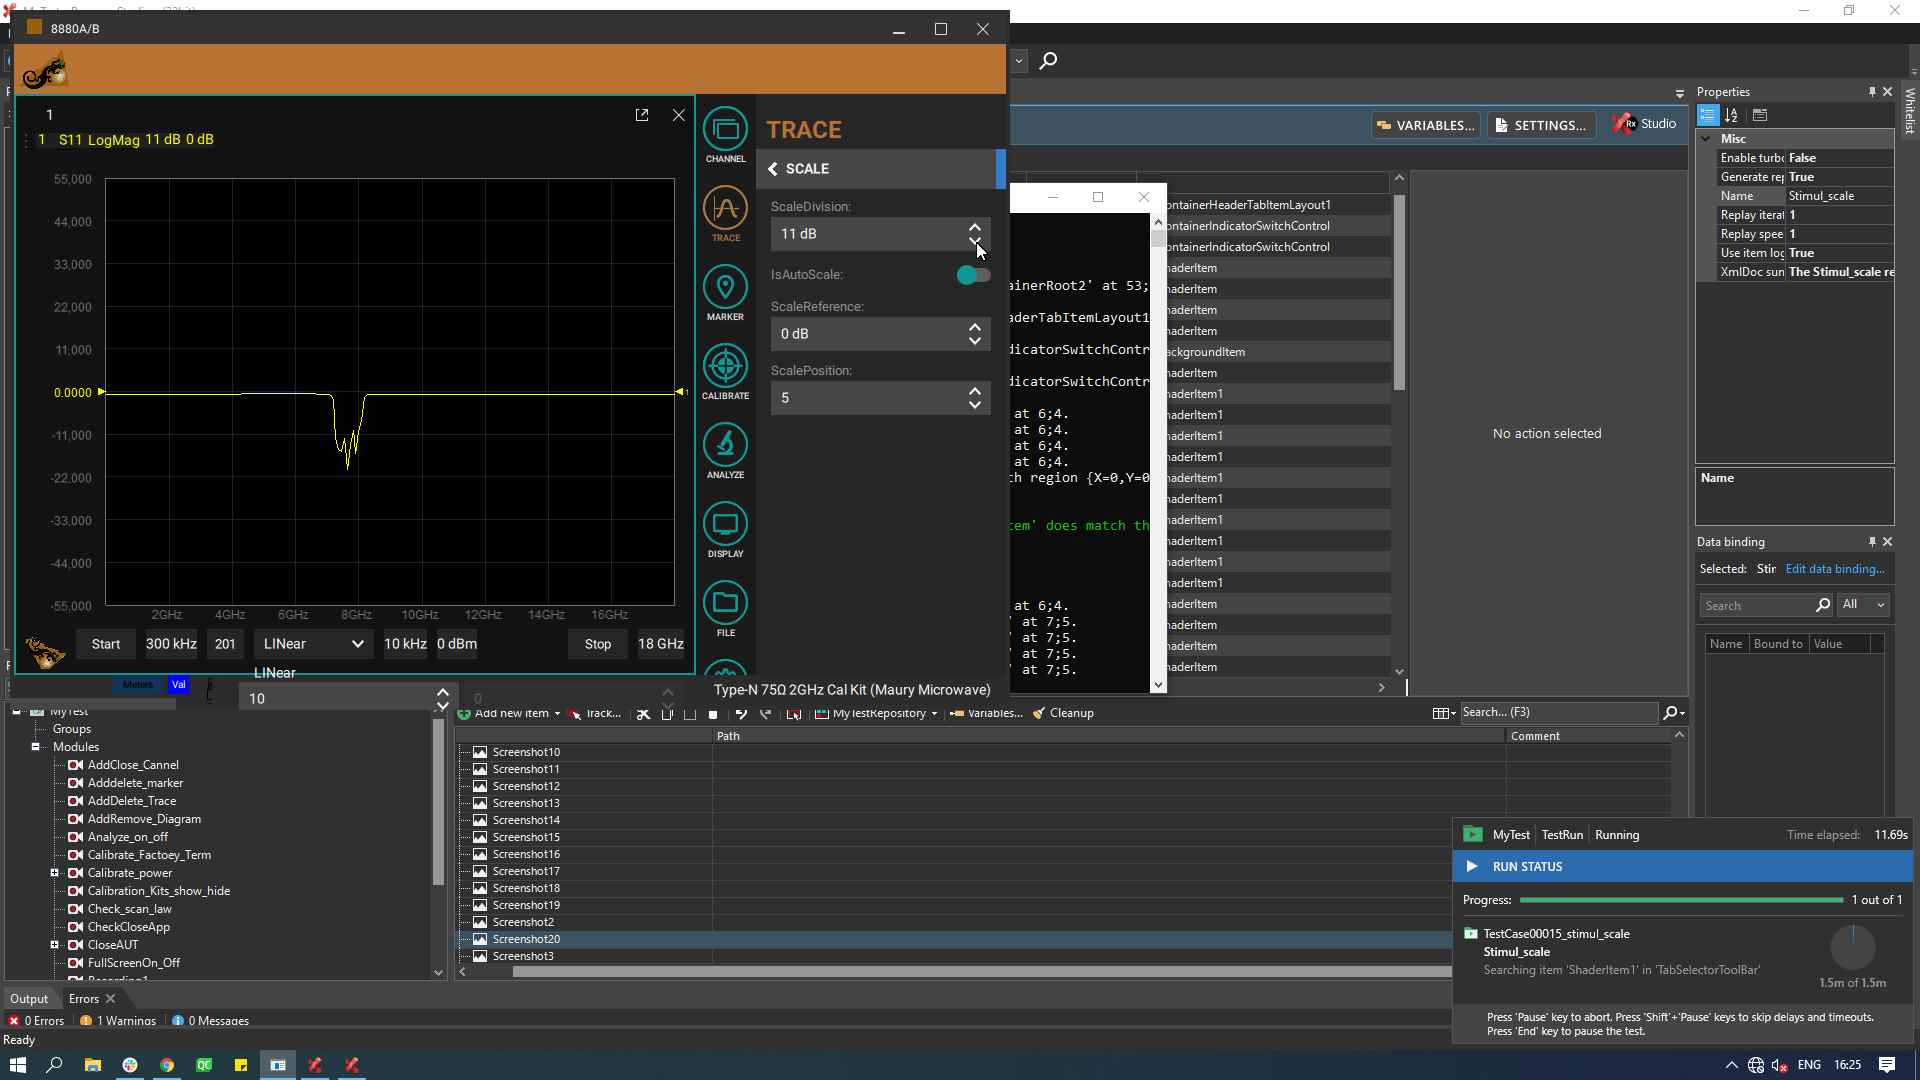 8880A/B
1
1 S11 LogMag 11 dB 0 dB
55,000
44,000
33,000
22,000
11,000
0.0000
-11,000
-22,000
-33,000
-44,000
-55,000
1
2GHz 4GHz 6GHz 8GHz 10GHz 12GHz 14GHz 16GHz
Start 300 kHz 201 LINear 10 kHz 0 dBm Stop 18 GHz
LINear
Meters Val
10
0
Type-N 75Ω 2GHz Cal Kit (Maury Microwave)
CHANNEL
TRACE
MARKER
CALIBRATE
ANALYZE
DISPLAY
FILE
TRACE
SCALE
ScaleDivision:
11 dB
IsAutoScale:
ScaleReference:
0 dB
ScalePosition:
5
ainerRoot2' at 53;
derTabItemLayout1
dicatorSwitchContr
dicatorSwitchContr
at 6;4.
at 6;4.
at 6;4.
at 6;4.
ch region {X=0,Y=0
tem' does match th
at 6;4.
' at 7;5.
' at 7;5.
' at 7;5.
' at 7;5.
VARIABLES... SETTINGS... Rx Studio
ontainerHeaderTabItemLayout1
ontainerIndicatorSwitchControl
ontainerIndicatorSwitchControl
haderItem
haderItem
haderItem
haderItem
ackgroundItem
haderItem
haderItem1
haderItem1
haderItem1
haderItem1
haderItem1
haderItem1
haderItem1
haderItem1
haderItem1
haderItem1
haderItem
haderItem
haderItem
haderItem
No action selected
Properties
Whitelist
Misc
Enable turbo False
Generate rep True
Name Stimul_scale
Replay iterat 1
Replay spee 1
Use item log True
XmlDoc sun The Stimul_scale re
Name
Data binding
Selected: Stir Edit data binding...
Search All
Name Bound to Value
MyTest
Groups
Modules
AddClose_Cannel
Adddelete_marker
AddDelete_Trace
AddRemove_Diagram
Analyze_on_off
Calibrate_Factoey_Term
Calibrate_power
Calibration_Kits_show_hide
Check_scan_law
CheckCloseApp
CloseAUT
FullScreenOn_Off
Recording1
Add new item Track... MyTestRepository Variables... Cleanup Search... (F3)
Path Comment
Screenshot10
Screenshot11
Screenshot12
Screenshot13
Screenshot14
Screenshot15
Screenshot16
Screenshot17
Screenshot18
Screenshot19
Screenshot2
Screenshot20
Screenshot3
MyTest TestRun Running Time elapsed: 11.69s
RUN STATUS
Progress: 1 out of 1
TestCase00015_stimul_scale
Stimul_scale
Searching item 'ShaderItem1' in 'TabSelectorToolBar'
1.5m of 1.5m
Press 'Pause' key to abort. Press 'Shift'+'Pause' keys to skip delays and timeouts.
Press 'End' key to pause the test.
Output Errors
0 Errors 1 Warnings 0 Messages
Ready
ENG 16:25